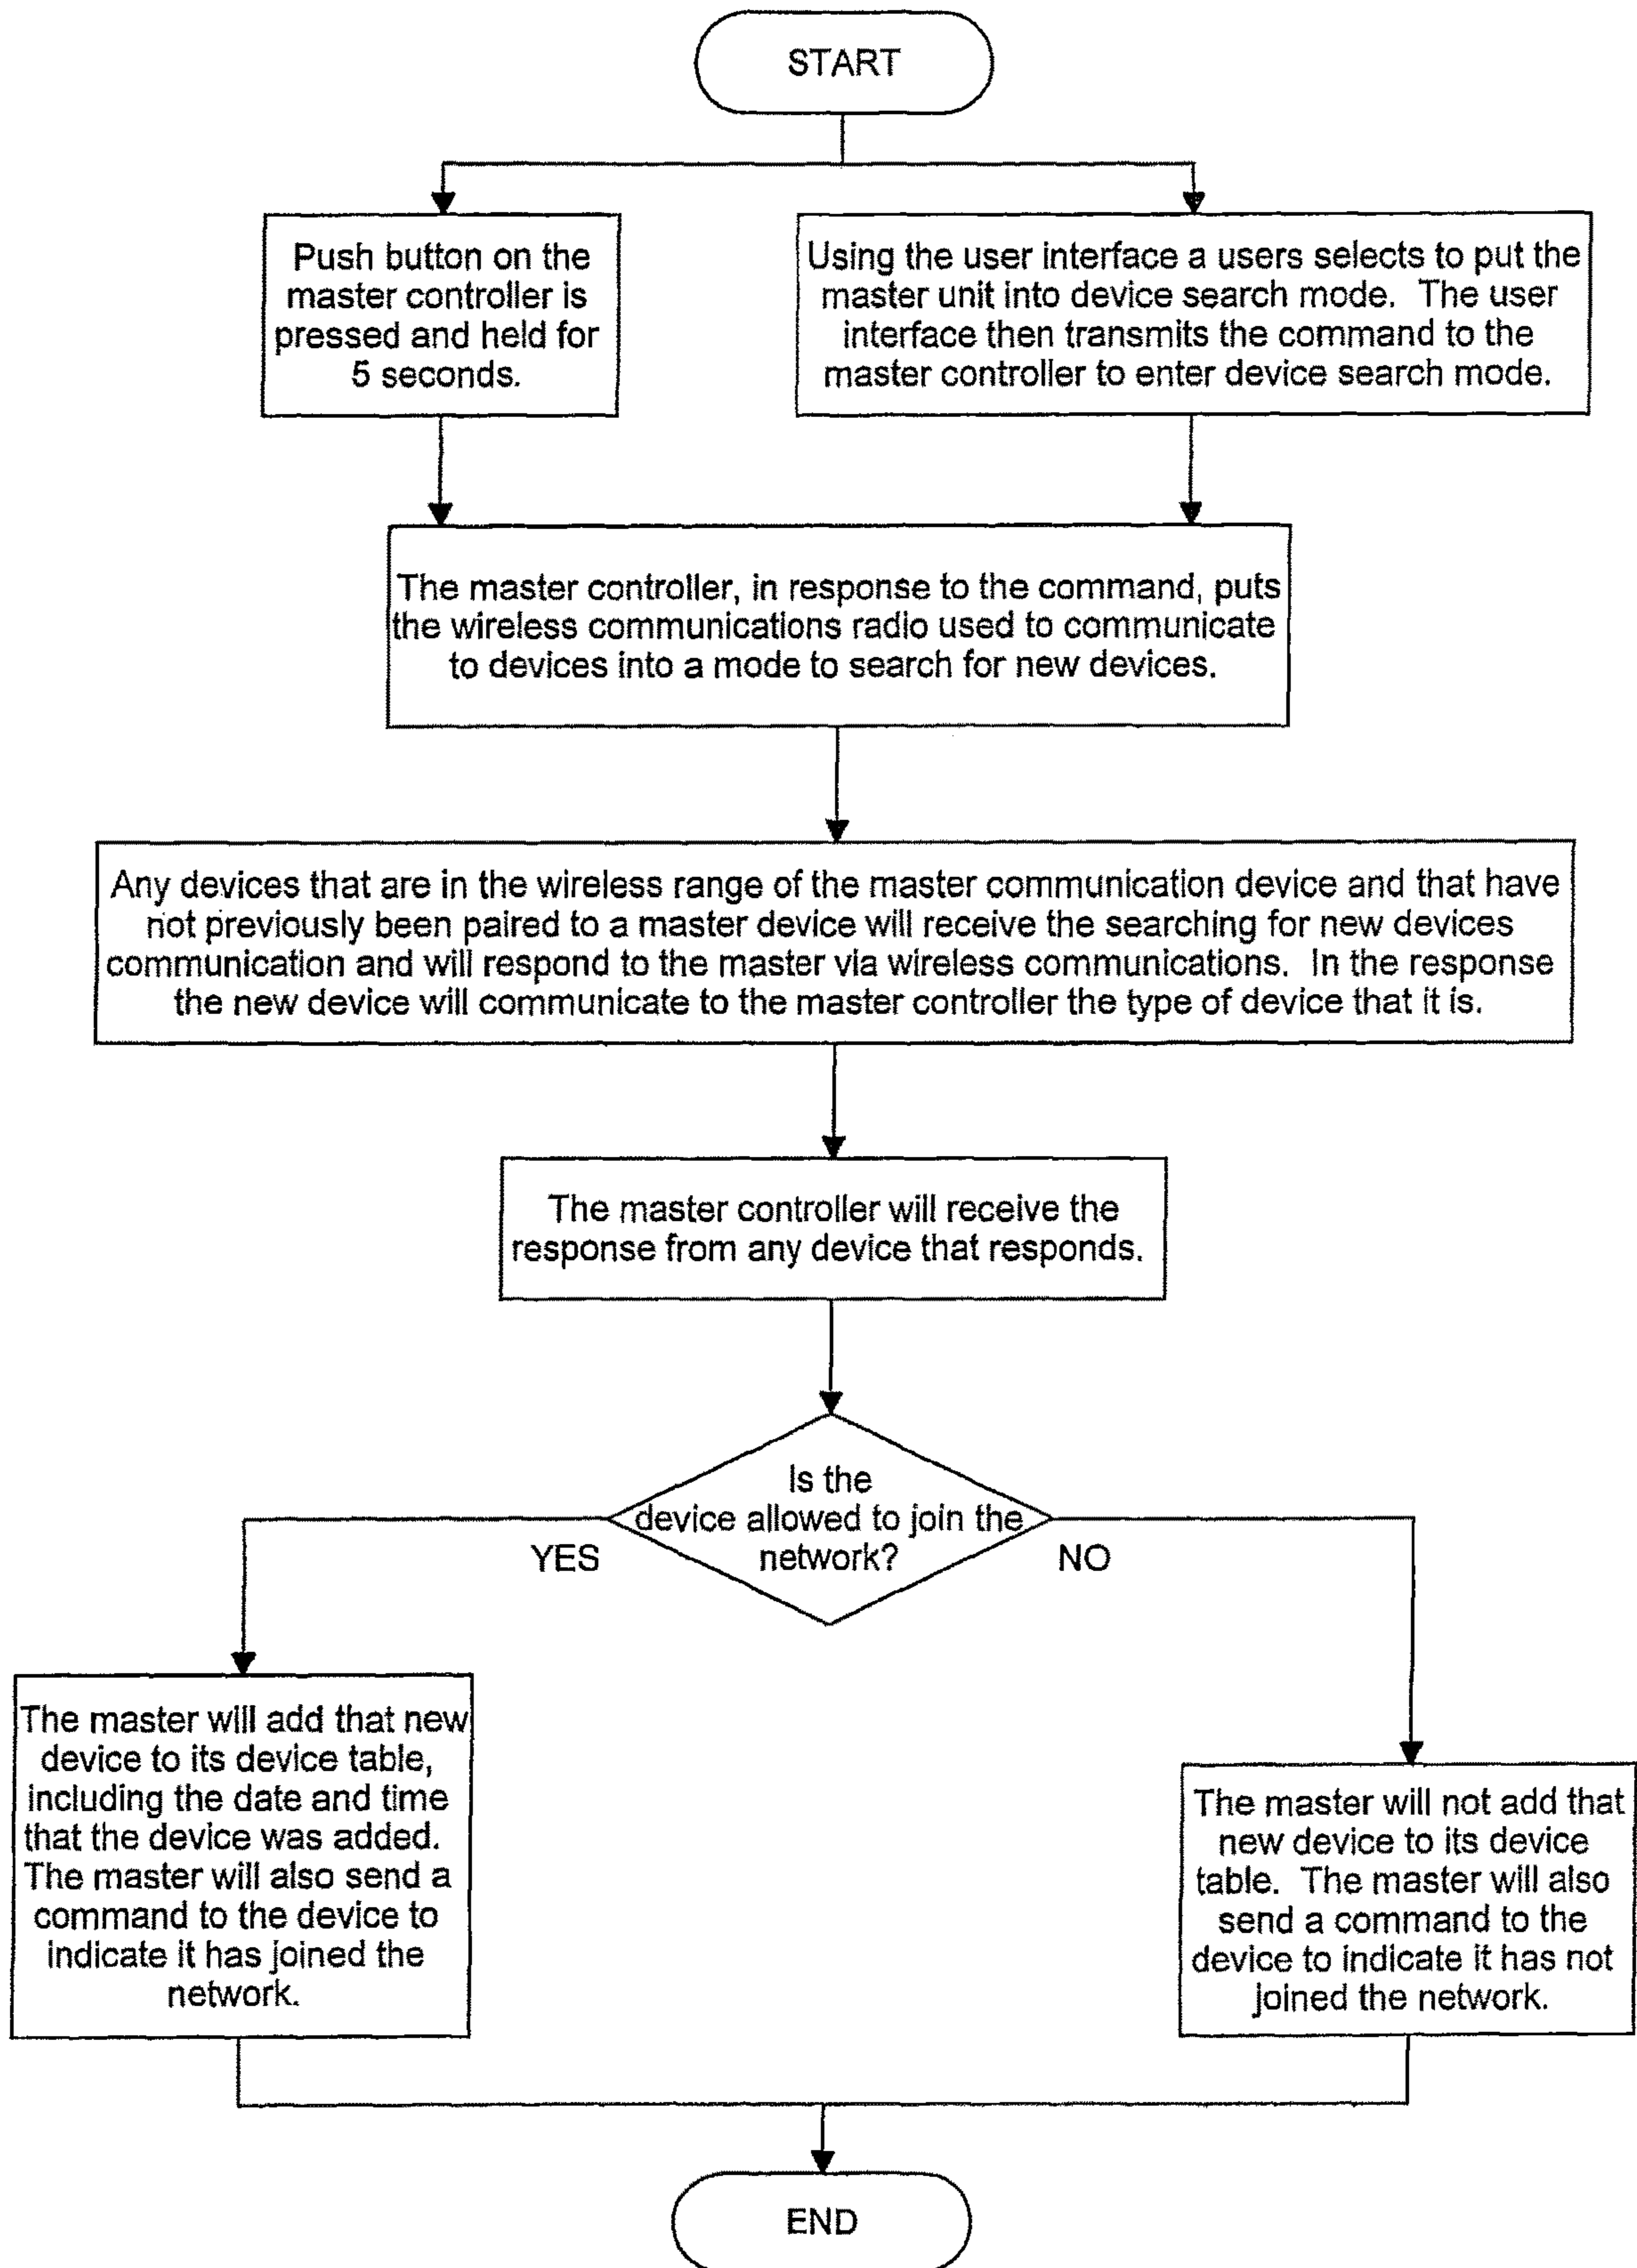 START
Push button on the
master controller is
pressed and held for
5 seconds.
Using the user interface a users selects to put the
master unit into device search mode. The user
interface then transmits the command to the
master controller to enter device search mode.
The master controller, in response to the command, puts
the wireless communications radio used to communicate
to devices into a mode to search for new devices.
Any devices that are in the wireless range of the master communication device and that have
not previously been paired to a master device will receive the searching for new devices
communication and will respond to the master via wireless communications. In the response
the new device will communicate to the master controller the type of device that it is.
The master controller will receive the
response from any device that responds.
Is the
device allowed to join the
network?
YES
NO
The master will add that new
device to its device table,
including the date and time
that the device was added.
The master will also send a
command to the device to
indicate it has joined the
network.
The master will not add that
new device to its device
table. The master will also
send a command to the
device to indicate it has not
joined the network.
END